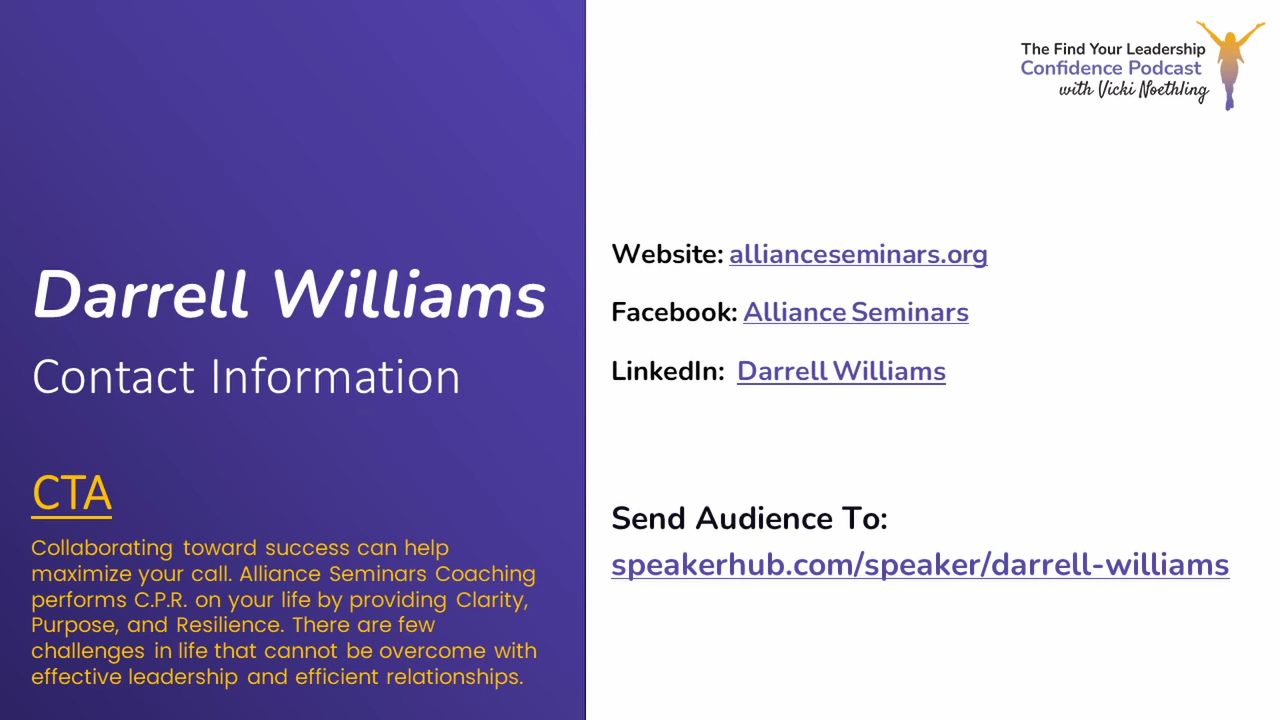 The Find Your Leadership
Confidence Podcast
with Vicki Noethling
Darrell Williams
Contact Information
CTA
Collaborating toward success can help
maximize your call. Alliance Seminars Coaching
performs C.P.R. on your life by providing Clarity,
Purpose, and Resilience. There are few
challenges in life that cannot be overcome with
effective leadership and efficient relationships.
Website: allianceseminars.org
Facebook: Alliance Seminars
LinkedIn: Darrell Williams
Send Audience To:
speakerhub.com/speaker/darrell-williams